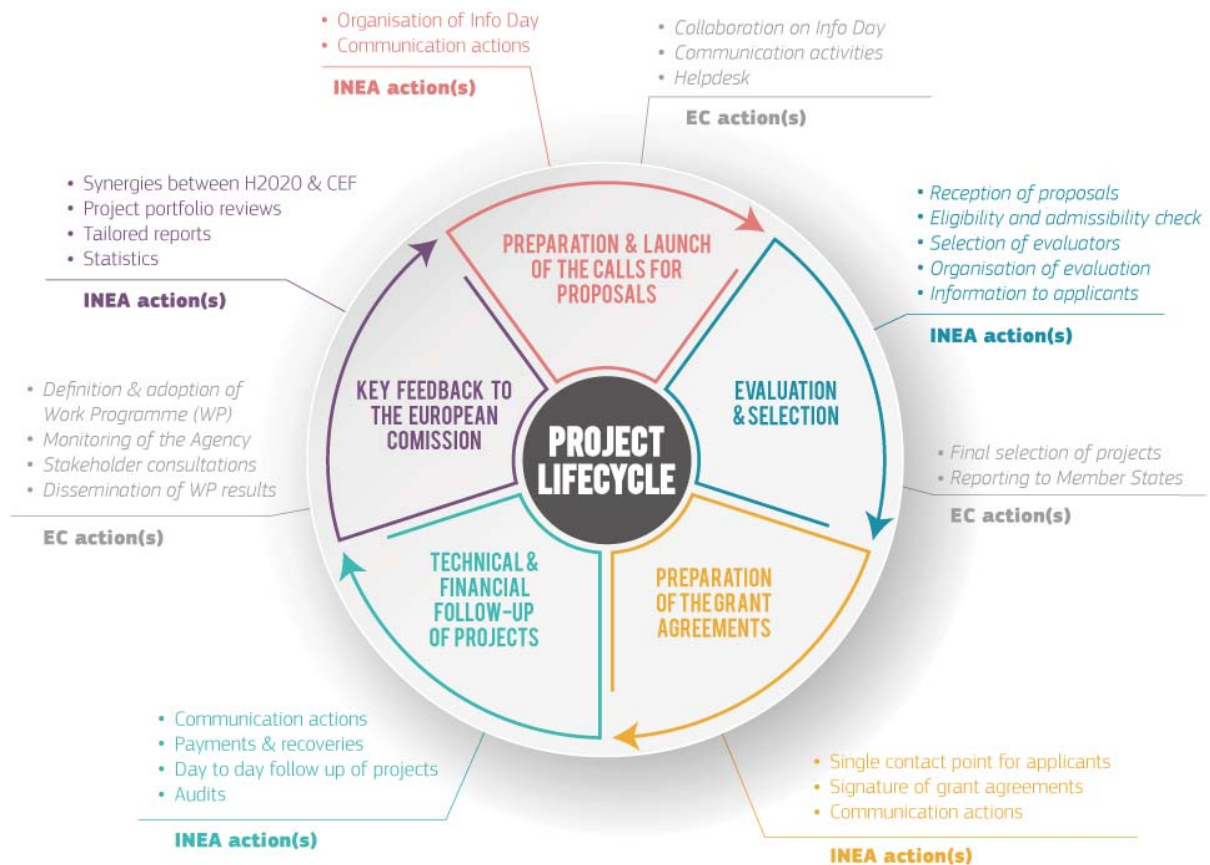 • Organisation of Info Day
• Communication actions
INEA action(s)
• Collaboration on Info Day
• Communication activities
• Helpdesk
EC action(s)
• Synergies between H2020 & CEF
• Project portfolio reviews
• Tailored reports
• Statistics
INEA action(s)
• Reception of proposals
• Eligibility and admissibility check
• Selection of evaluators
• Organisation of evaluation
• Information to applicants
INEA action(s)
PREPARATION & LAUNCH
OF THE CALLS FOR
PROPOSALS
KEY FEEDBACK TO
THE EUROPEAN
COMISSION
EVALUATION
& SELECTION
PROJECT
LIFECYCLE
• Definition & adoption of
Work Programme (WP)
• Monitoring of the Agency
• Stakeholder consultations
• Dissemination of WP results
EC action(s)
• Final selection of projects
• Reporting to Member States
EC action(s)
TECHNICAL &
FINANCIAL
FOLLOW-UP
OF PROJECTS
PREPARATION
OF THE GRANT
AGREEMENTS
• Communication actions
• Payments & recoveries
• Day to day follow up of projects
• Audits
INEA action(s)
• Single contact point for applicants
• Signature of grant agreements
• Communication actions
INEA action(s)